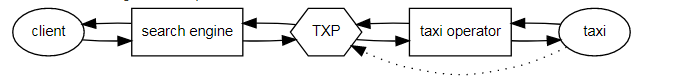 client
search engine
TXP
taxi operator
taxi